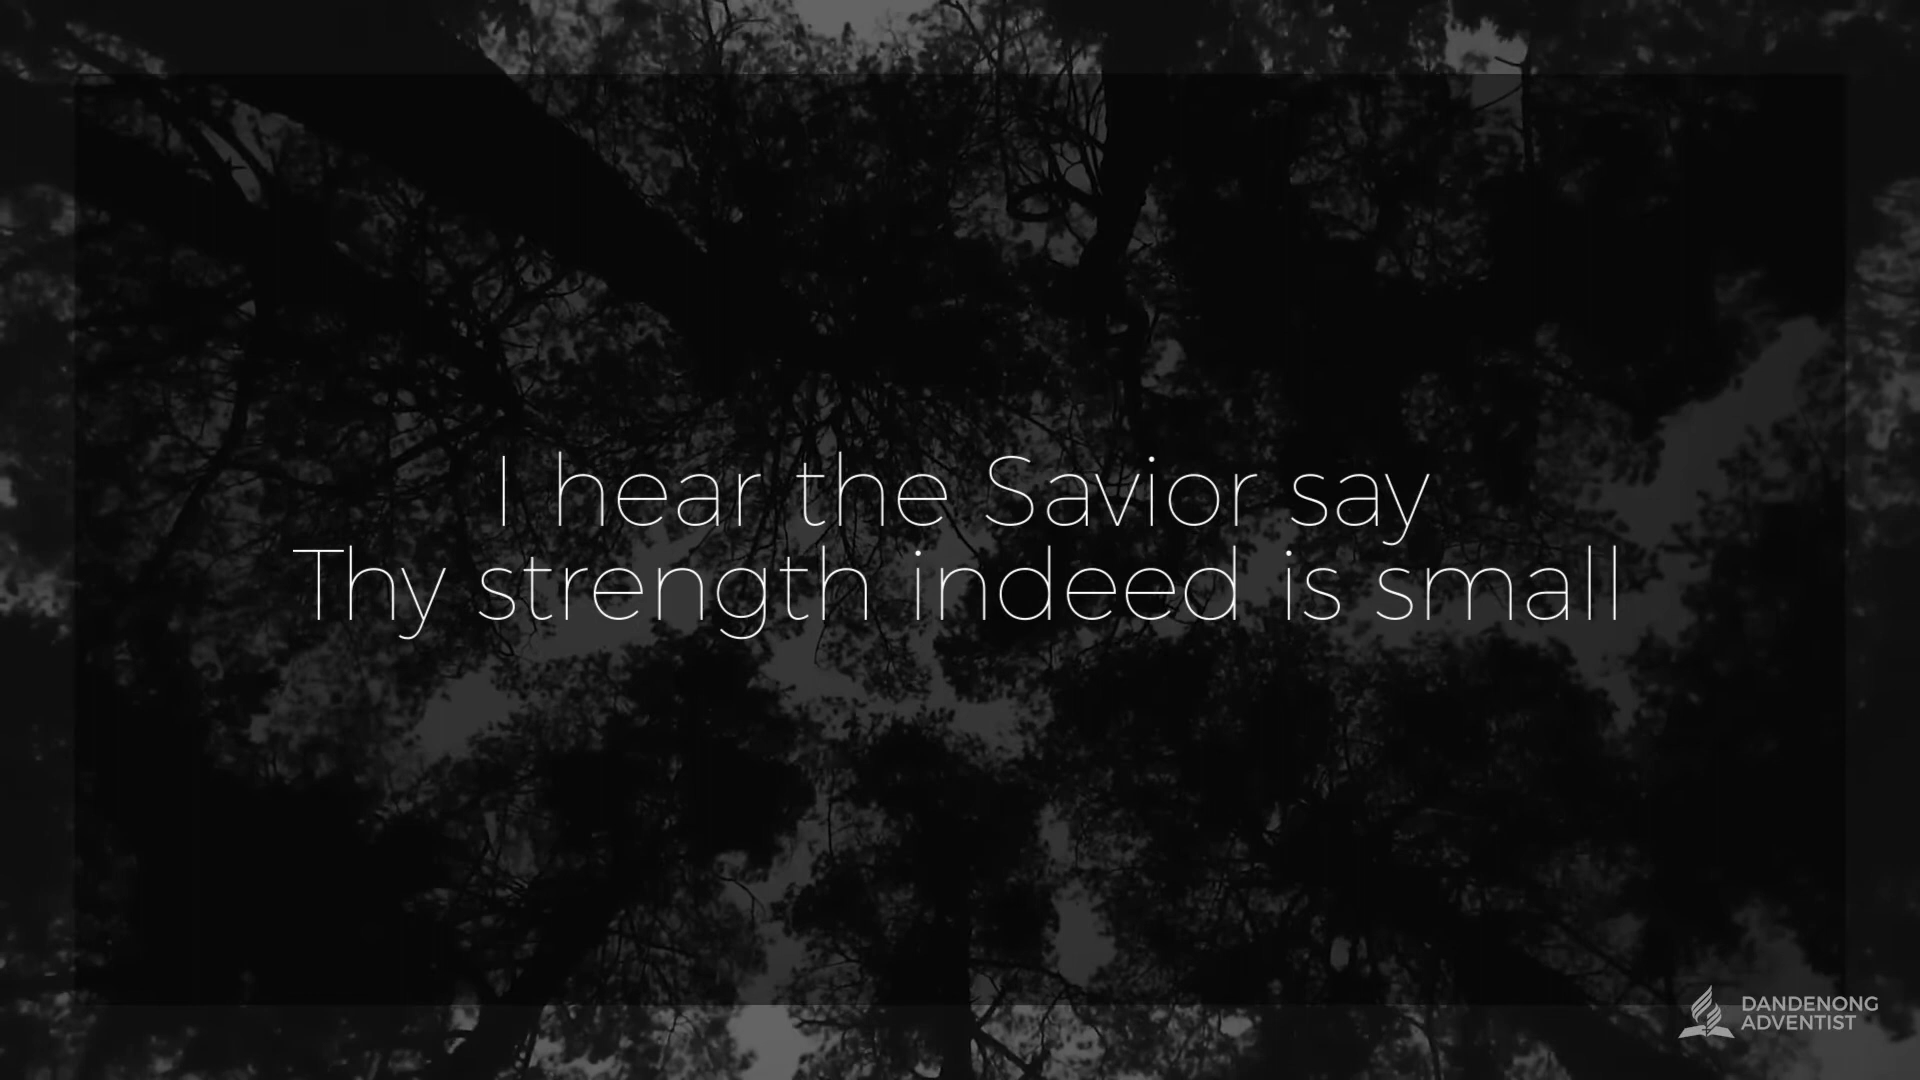 I hear the Savior say
Thy strength indeed is small
DANDENONG
ADVENTIST